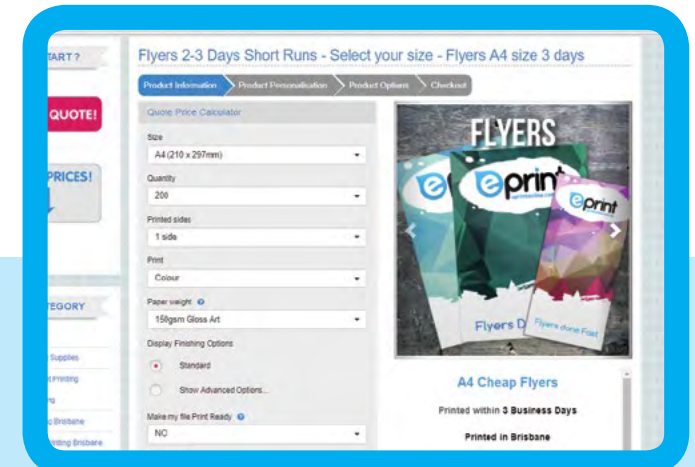 TART ?
QUOTE!
PRICES!
EGORY
Supplies
Printing
Brisbane
nting Brisbane
Flyers 2-3 Days Short Runs - Select your size - Flyers A4 size 3 days
Product Information
Product Personalisation
Product Options
Checkout
Quote Price Calculator
Size
A4 (210 x 297mm)
Quantity
200
Printed sides
1 side
Print
Colour
Paper weight
150gsm Gloss Art
Display Finishing Options
Standard
Show Advanced Options...
Make my file Print Ready
NO
FLYERS
ep
eprint
eprint
Flyers D
Flyers done Fast
A4 Cheap Flyers
Printed within 3 Business Days
Printed in Brisbane